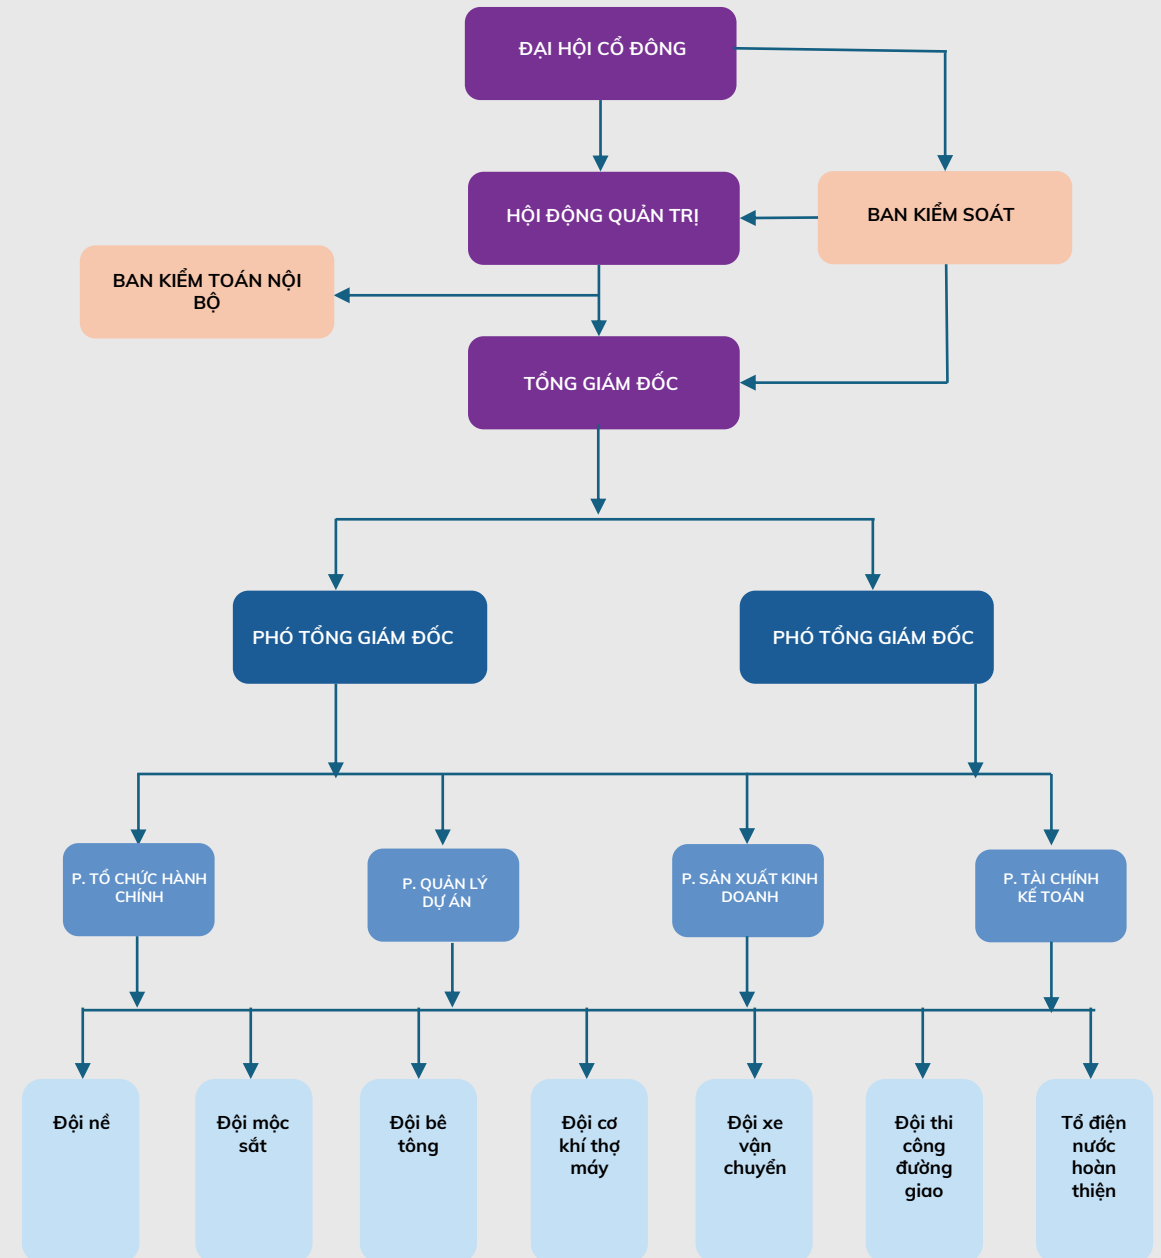 ĐẠI HỘI CỔ ĐÔNG
HỘI ĐỘNG QUẢN TRỊ
BAN KIỂM SOÁT
BAN KIỂM TOÁN NỘI
BỘ
TỔNG GIÁM ĐỐC
PHÓ TỔNG GIÁM ĐỐC
PHÓ TỔNG GIÁM ĐỐC
P. TỔ CHỨC HÀNH
CHÍNH
P. QUẢN LÝ
DỰ ÁN
P. SẢN XUẤT KINH
DOANH
P. TÀI CHÍNH
KẾ TOÁN
Đội nề
Đội mộc
sắt
Đội bê
tông
Đội cơ
khí thợ
máy
Đội xe
vận
chuyển
Đội thi
công
đường
giao
Tổ điện
nước
hoàn
thiện